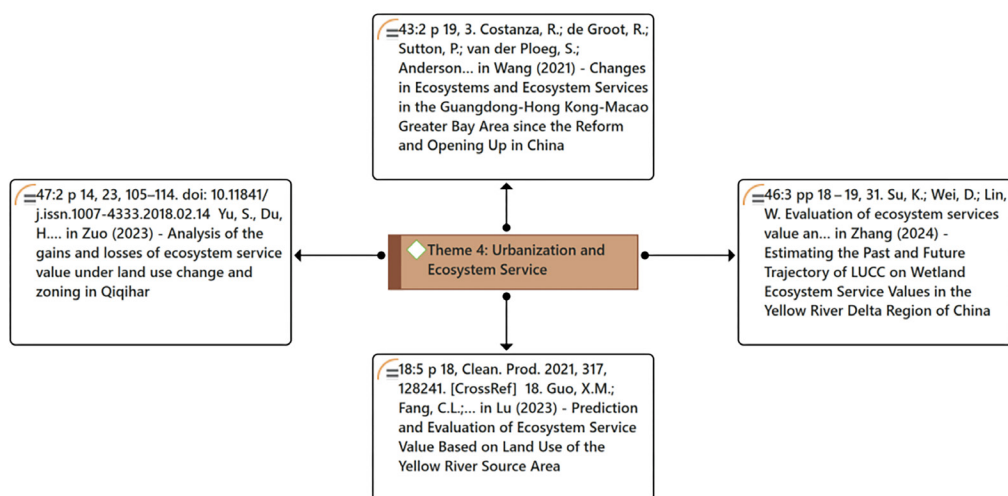 43:2 p 19, 3. Costanza, R.; de Groot, R.;
Sutton, P.; van der Ploeg, S.;
Anderson... in Wang (2021) - Changes
in Ecosystems and Ecosystem Services
in the Guangdong-Hong Kong-Macao
Greater Bay Area since the Reform
and Opening Up in China
47:2 p 14, 23, 105–114. doi: 10.11841/
j.issn.1007-4333.2018.02.14 Yu, S., Du,
H.... in Zuo (2023) - Analysis of the
gains and losses of ecosystem service
value under land use change and
zoning in Qiqihar
Theme 4: Urbanization and
Ecosystem Service
46:3 pp 18 – 19, 31. Su, K.; Wei, D.; Lin,
W. Evaluation of ecosystem services
value an... in Zhang (2024) -
Estimating the Past and Future
Trajectory of LUCC on Wetland
Ecosystem Service Values in the
Yellow River Delta Region of China
18:5 p 18, Clean. Prod. 2021, 317,
128241. [CrossRef] 18. Guo, X.M.;
Fang, C.L.;... in Lu (2023) - Prediction
and Evaluation of Ecosystem Service
Value Based on Land Use of the
Yellow River Source Area